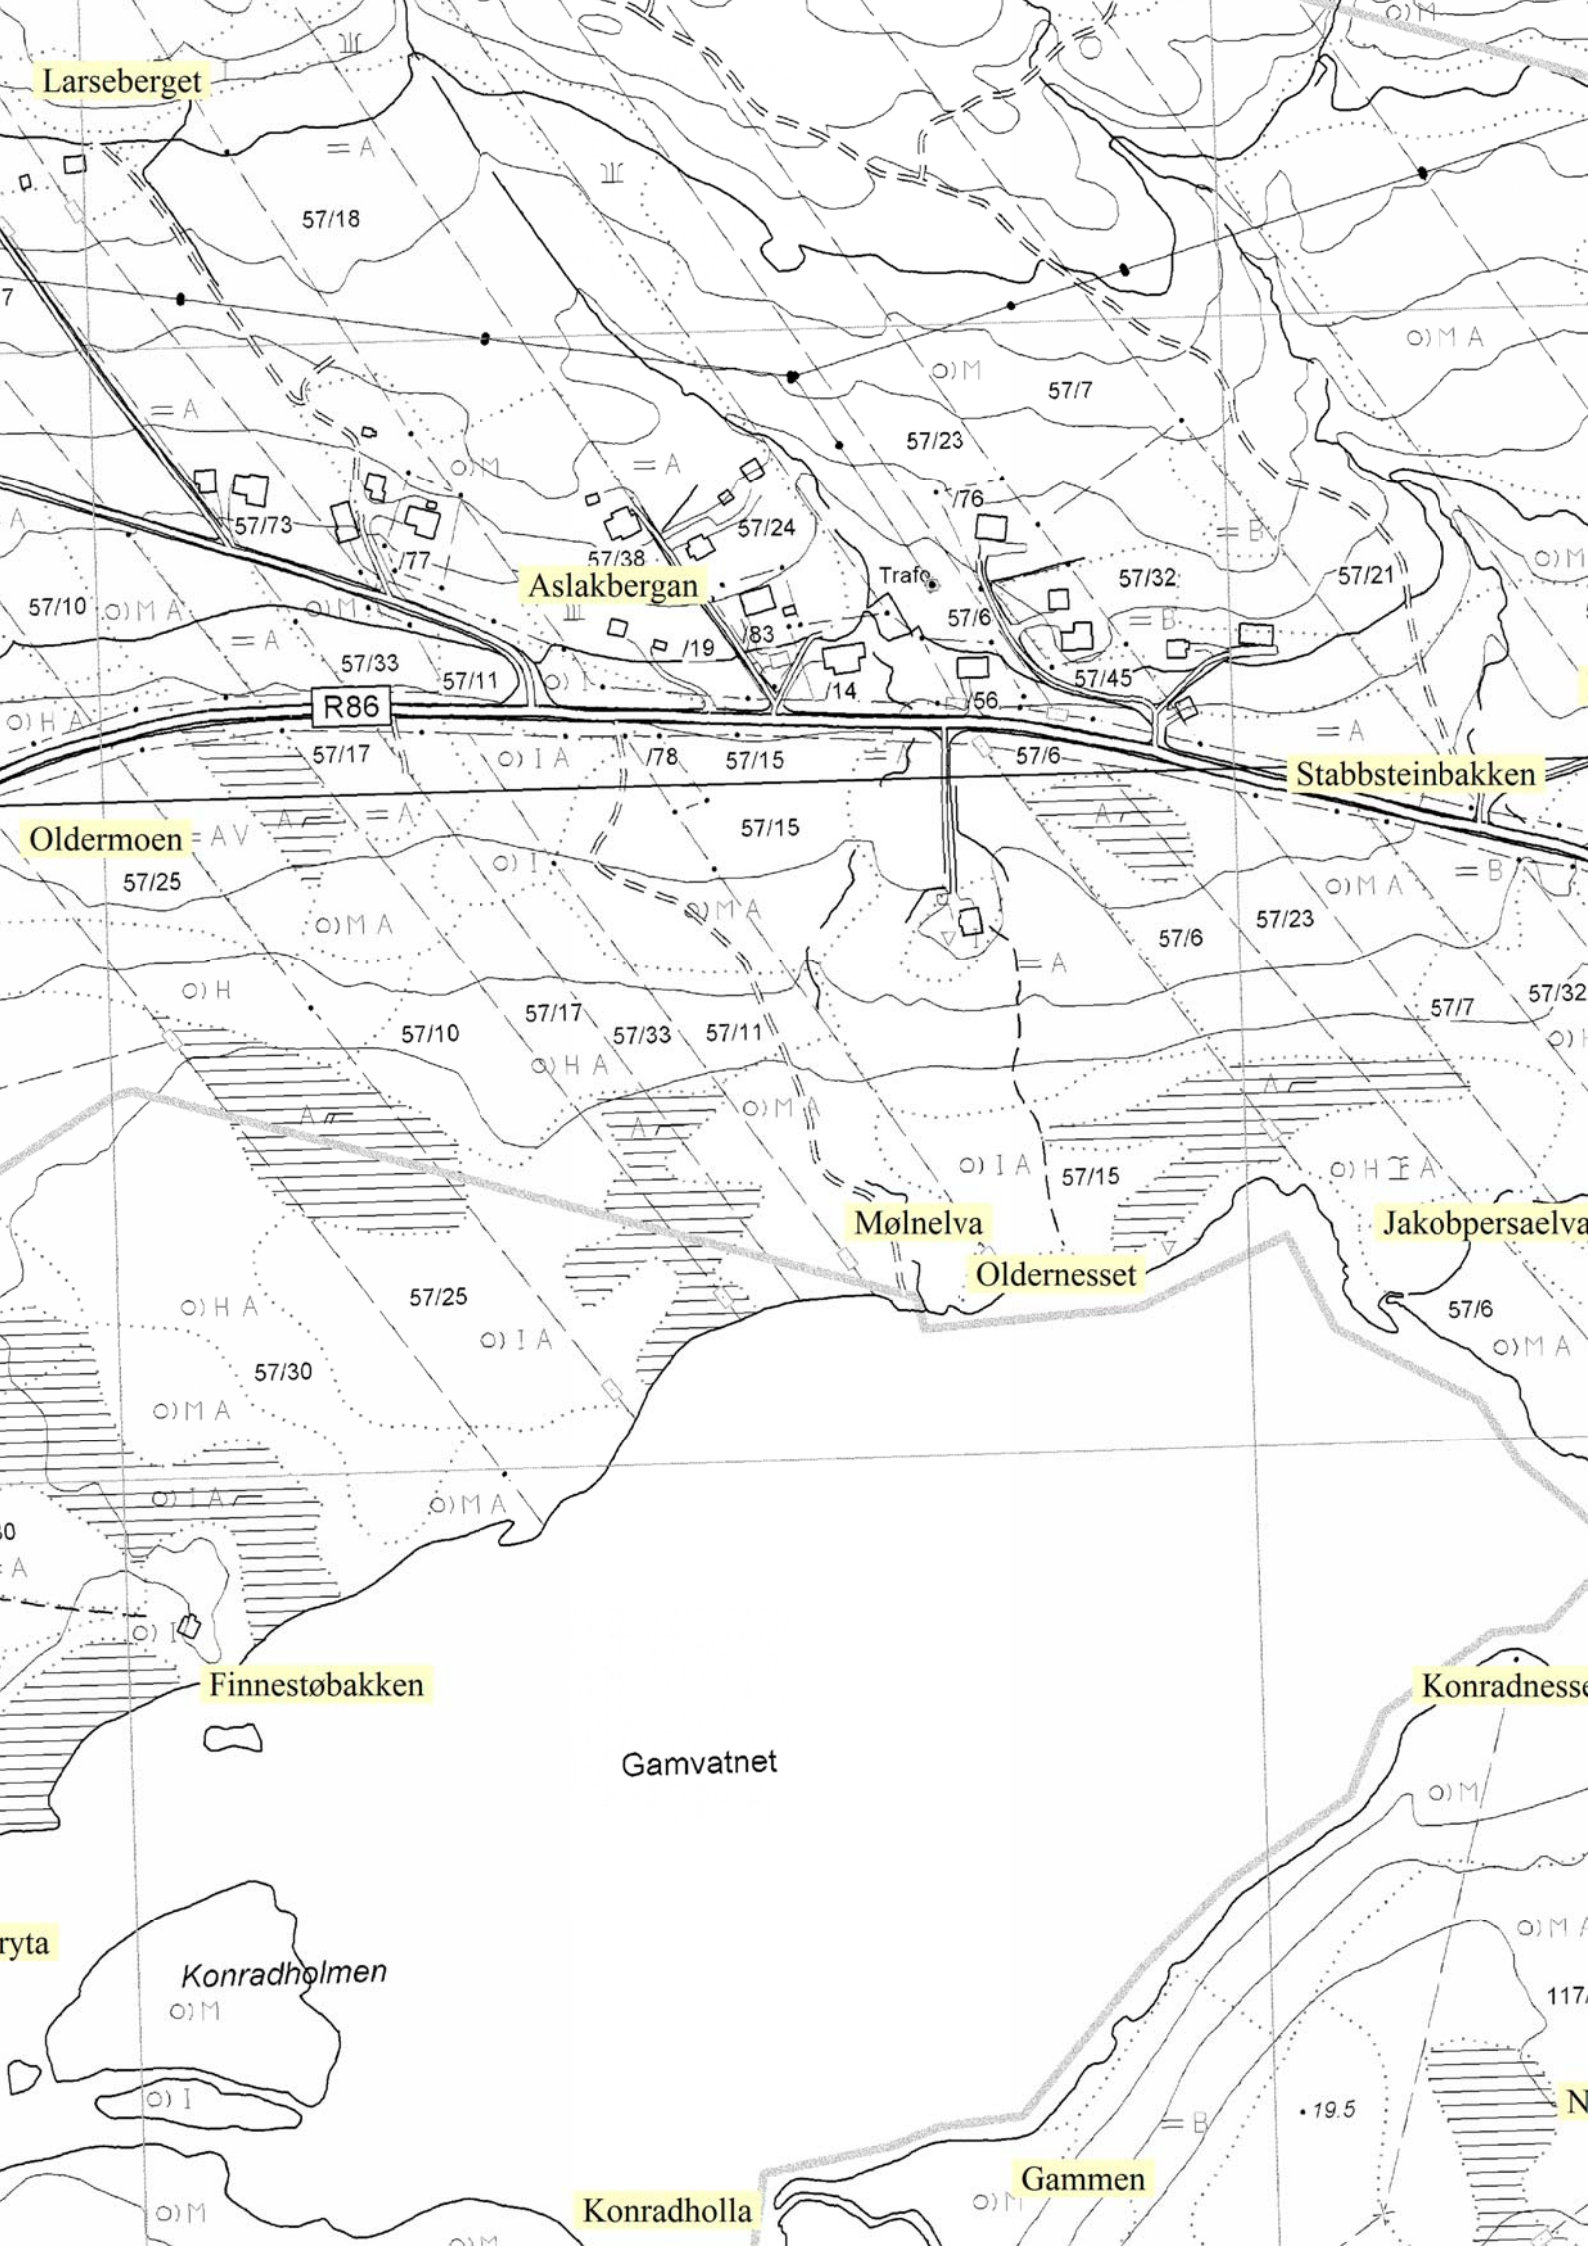 O) M
Larseberget
= A
57/18
7
O) M A
O) M
57/7
= A
57/23
O) M
= A
/76
57/73
57/24
= B
A
57/38
/77
O) M
Aslakbergan
Trafo
57/32
57/21
57/10
O) M A
O) M
57/6
= B
= A
/83
/19
57/33
57/11
O) I
/14
57/45
R86
/56
O) H A
= A
57/17
O) I A
/78
57/15
= A
57/6
Stabbsteinbakken
A
= A
57/15
A
Oldermoen
= A V
O) I
= B
57/25
O) M A
O) M A
O) M A
57/23
57/6
= A
O) H
57/32
57/17
57/7
57/10
57/33
57/11
O) H A
A
O) M A
A
A
O) I A
57/15
O) H I A
Mølnelva
Jakobpersaelva
Oldernesset
57/25
O) H A
57/6
O) I A
O) M A
57/30
O) M A
O) I A
O) M A
30
= A
O) I
Finnestøbakken
Konradnesse
Gamvatnet
O) M
O) M A
ryta
Konradholmen
117/
O) M
O) I
N
19.5
= B
Gammen
O) M
Konradholla
O) M
O) M